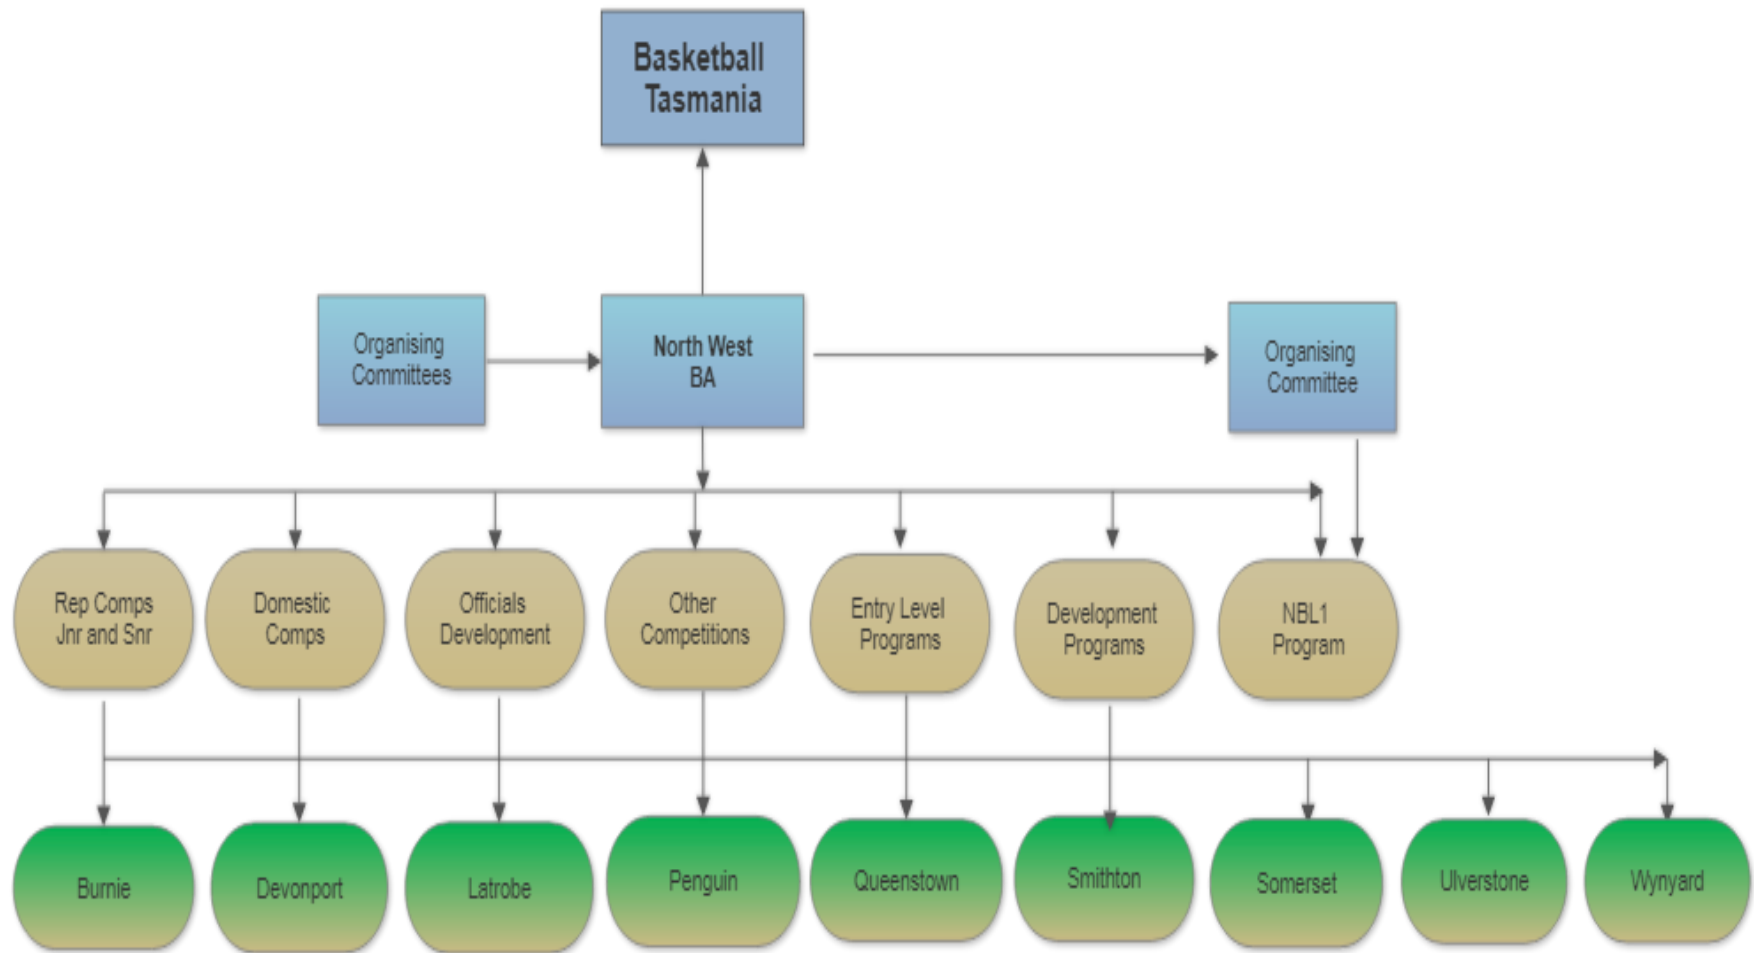 Basketball
Tasmania
Organising
Committees
North West
BA
Organising
Committee
Rep Comps
Jnr and Snr
Domestic
Comps
Officials
Development
Other
Competitions
Entry Level
Programs
Development
Programs
NBL1
Program
Burnie
Devonport
Latrobe
Penguin
Queenstown
Smithton
Somerset
Ulverstone
Wynyard